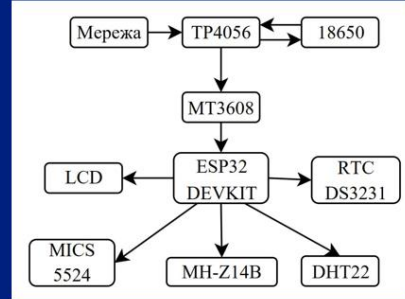 Мережа
TP4056
18650
MT3608
LCD
ESP32
DEVKIT
RTC
DS3231
MICS
5524
MH-Z14B
DHT22